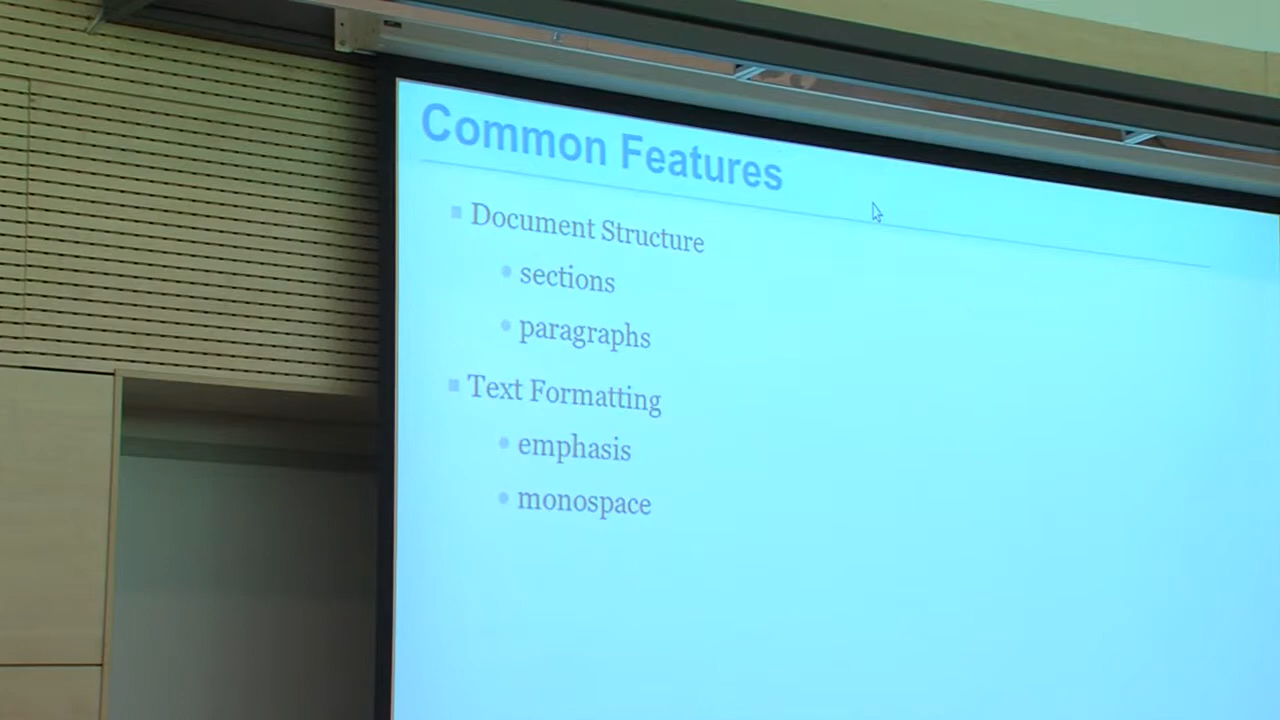 Common Features
Document Structure
sections
paragraphs
Text Formatting
emphasis
monospace